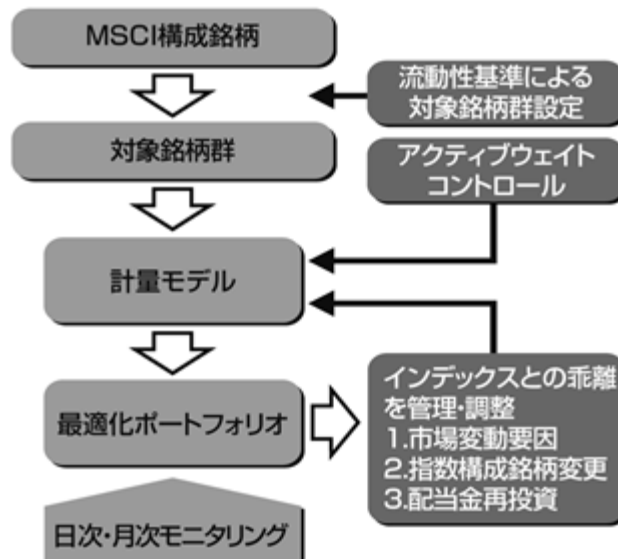 MSCI構成銘柄
流動性基準による
対象銘柄群設定
対象銘柄群
アクティブウェイト
コントロール
計量モデル
最適化ポートフォリオ
インデックスとの乖離
を管理・調整
1.市場変動要因
2.指数構成銘柄変更
3.配当金再投資
日次・月次モニタリング